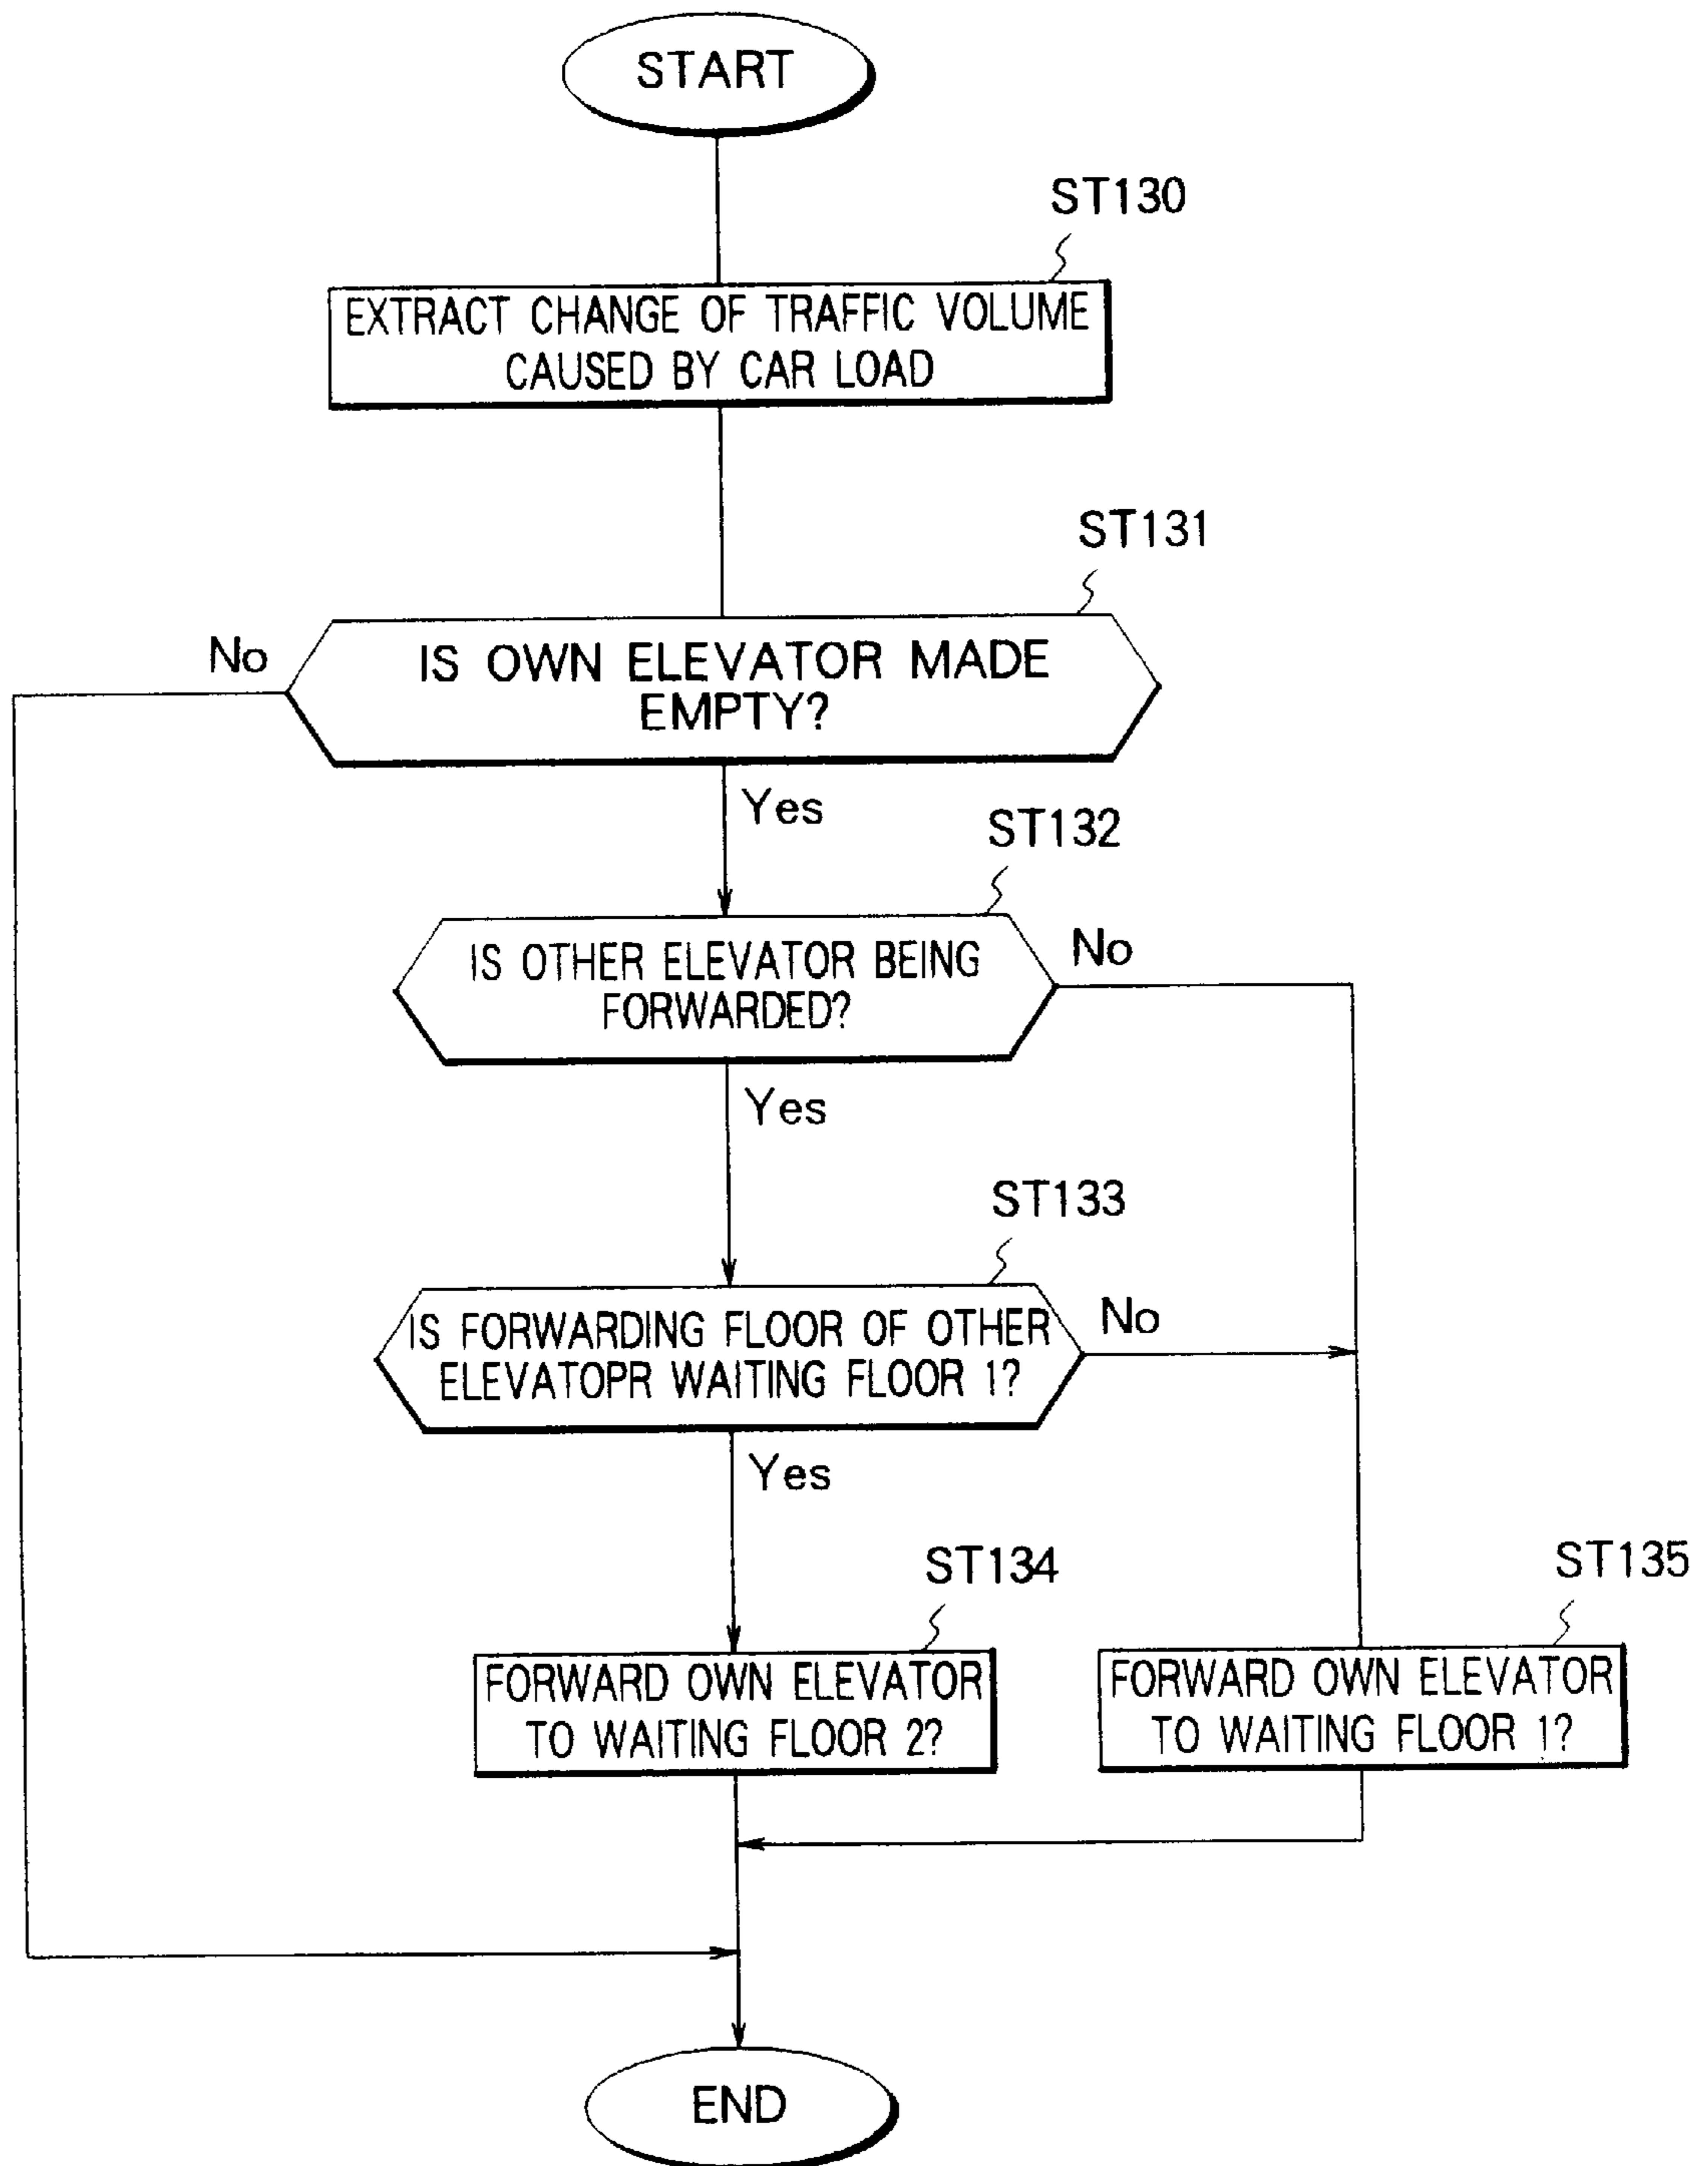 START
ST130
EXTRACT CHANGE OF TRAFFIC VOLUME
CAUSED BY CAR LOAD
ST131
No
IS OWN ELEVATOR MADE
EMPTY?
Yes
ST132
IS OTHER ELEVATOR BEING
FORWARDED?
No
Yes
ST133
IS FORWARDING FLOOR OF OTHER
ELEVATOPR WAITING FLOOR 1?
No
Yes
ST134
FORWARD OWN ELEVATOR
TO WAITING FLOOR 2?
ST135
FORWARD OWN ELEVATOR
TO WAITING FLOOR 1?
END